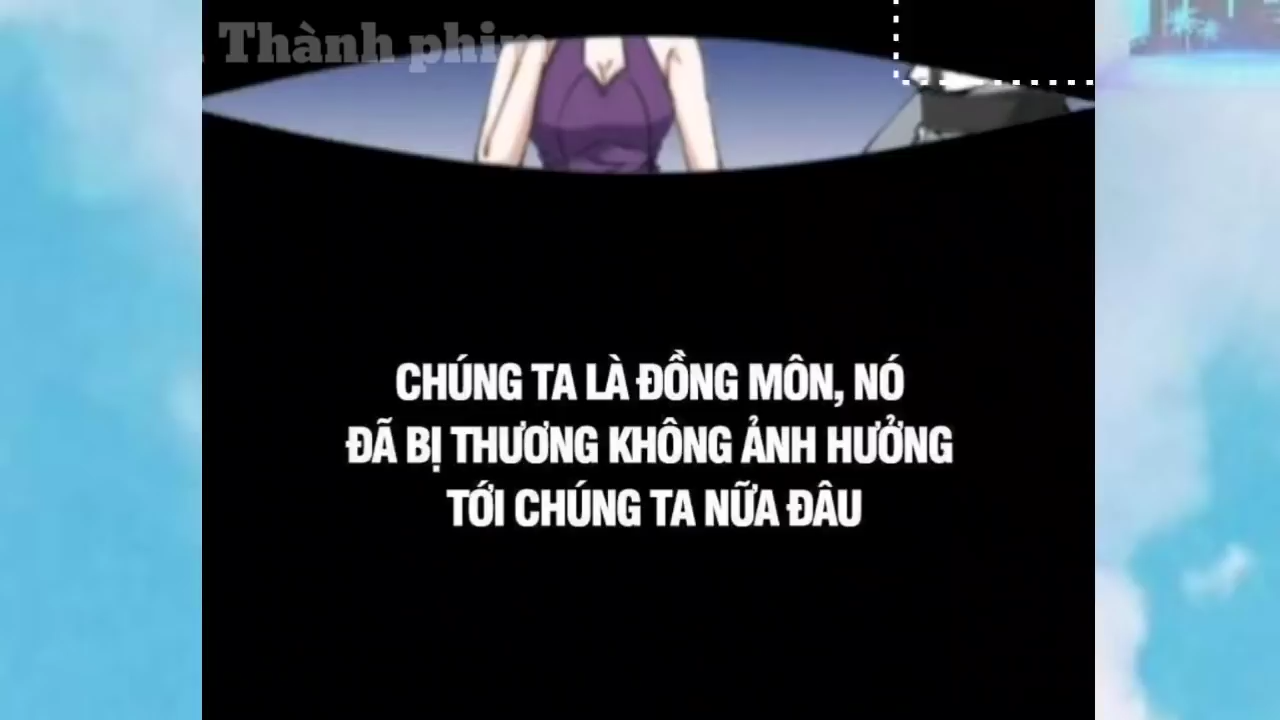 Thành phim
CHÚNG TA LÀ ĐỒNG MÔN, NÓ
ĐÃ BỊ THƯƠNG KHÔNG ẢNH HƯỞNG
TỚI CHÚNG TA NỮA ĐÂU